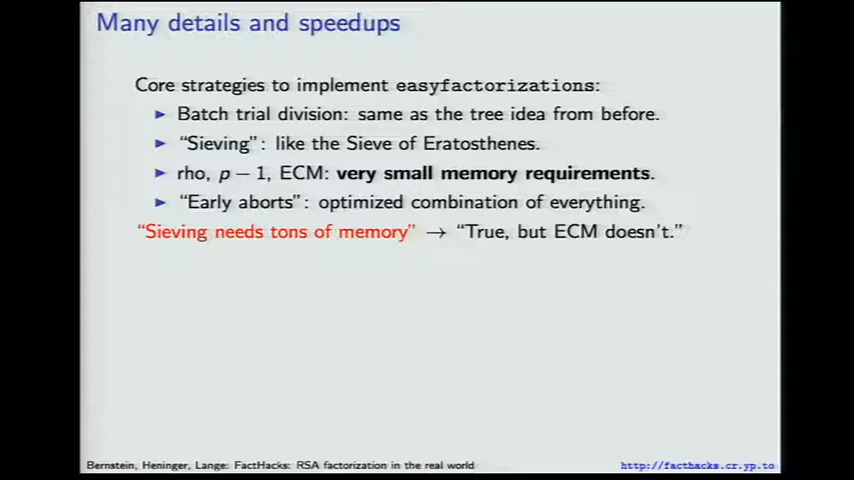 Many details and speedups
Core strategies to implement easyfactorizations:
▶ Batch trial division: same as the tree idea from before.
▶ “Sieving”: like the Sieve of Eratosthenes.
▶ rho, p − 1, ECM: very small memory requirements.
▶ “Early aborts”: optimized combination of everything.
“Sieving needs tons of memory” → “True, but ECM doesn't.”
Bernstein, Heninger, Lange: FactHacks: RSA factorization in the real world
http://facthacks.cr.yp.to